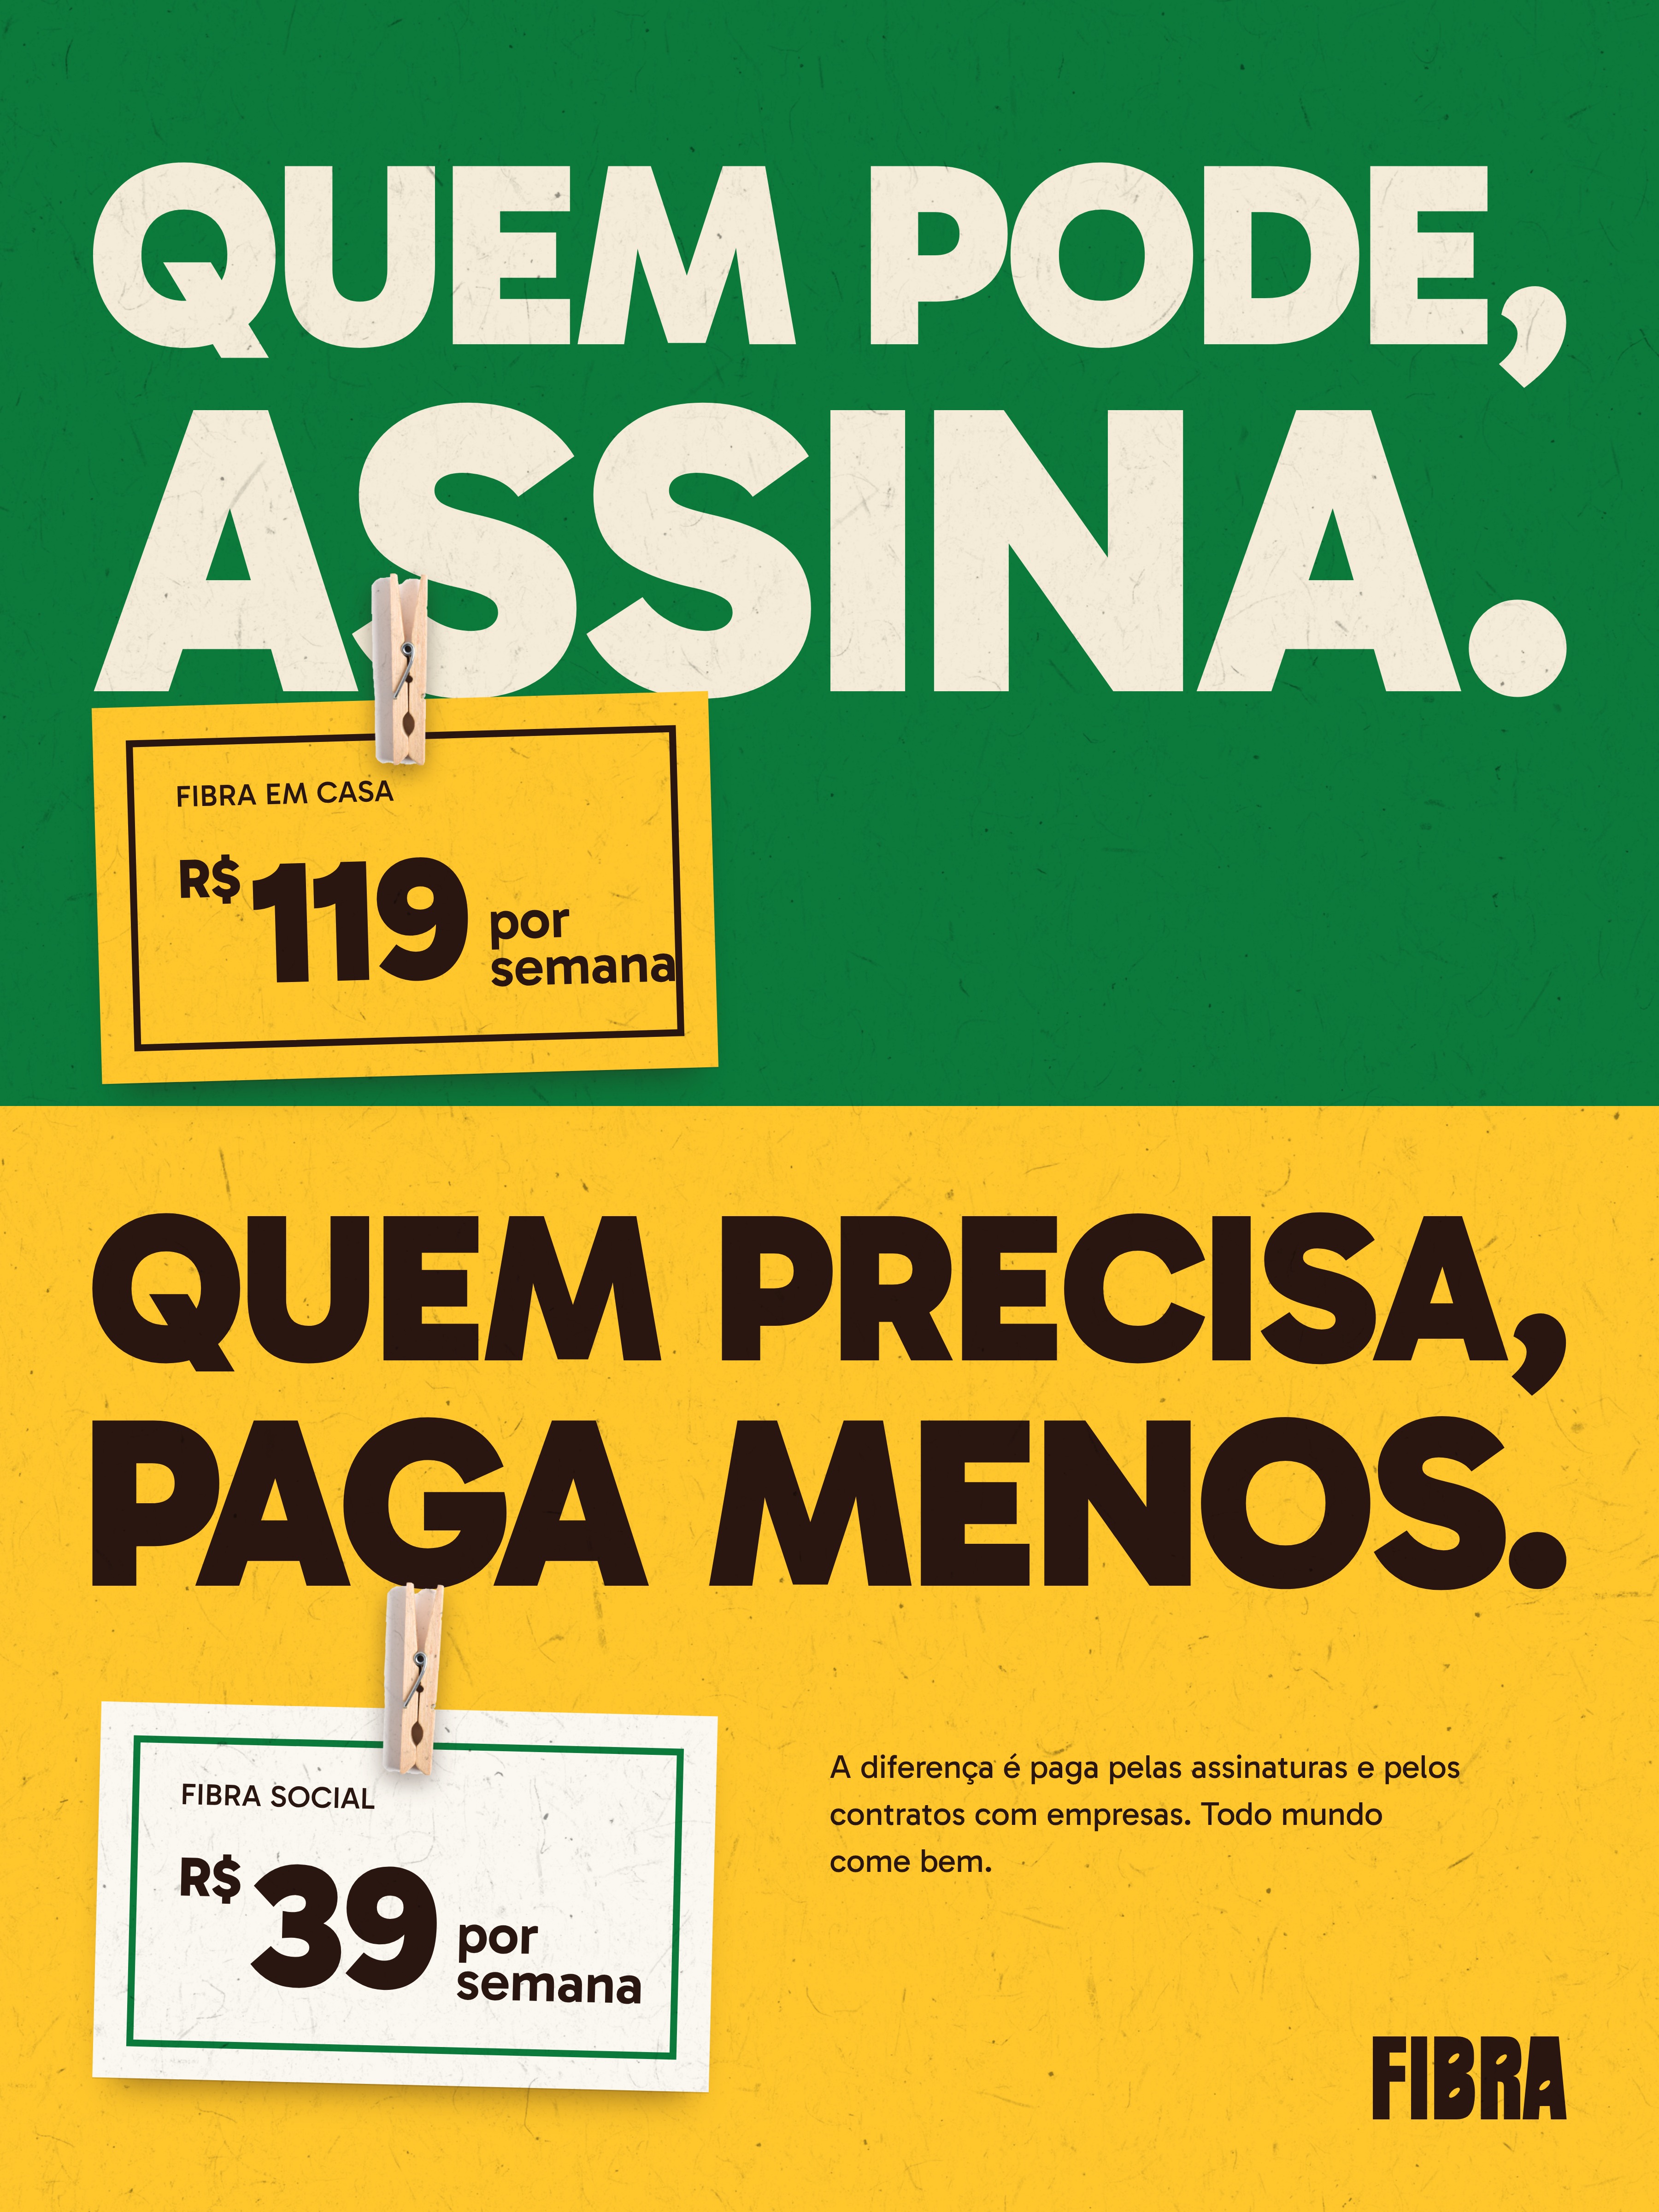 QUEM PODE,
ASSINA.
FIBRA EM CASA
R$ 119 por
semana
QUEM PRECISA,
PAGA MENOS.
FIBRA SOCIAL
R$ 39 por
semana
A diferença é paga pelas assinaturas e pelos
contratos com empresas. Todo mundo
come bem.
FIBRA